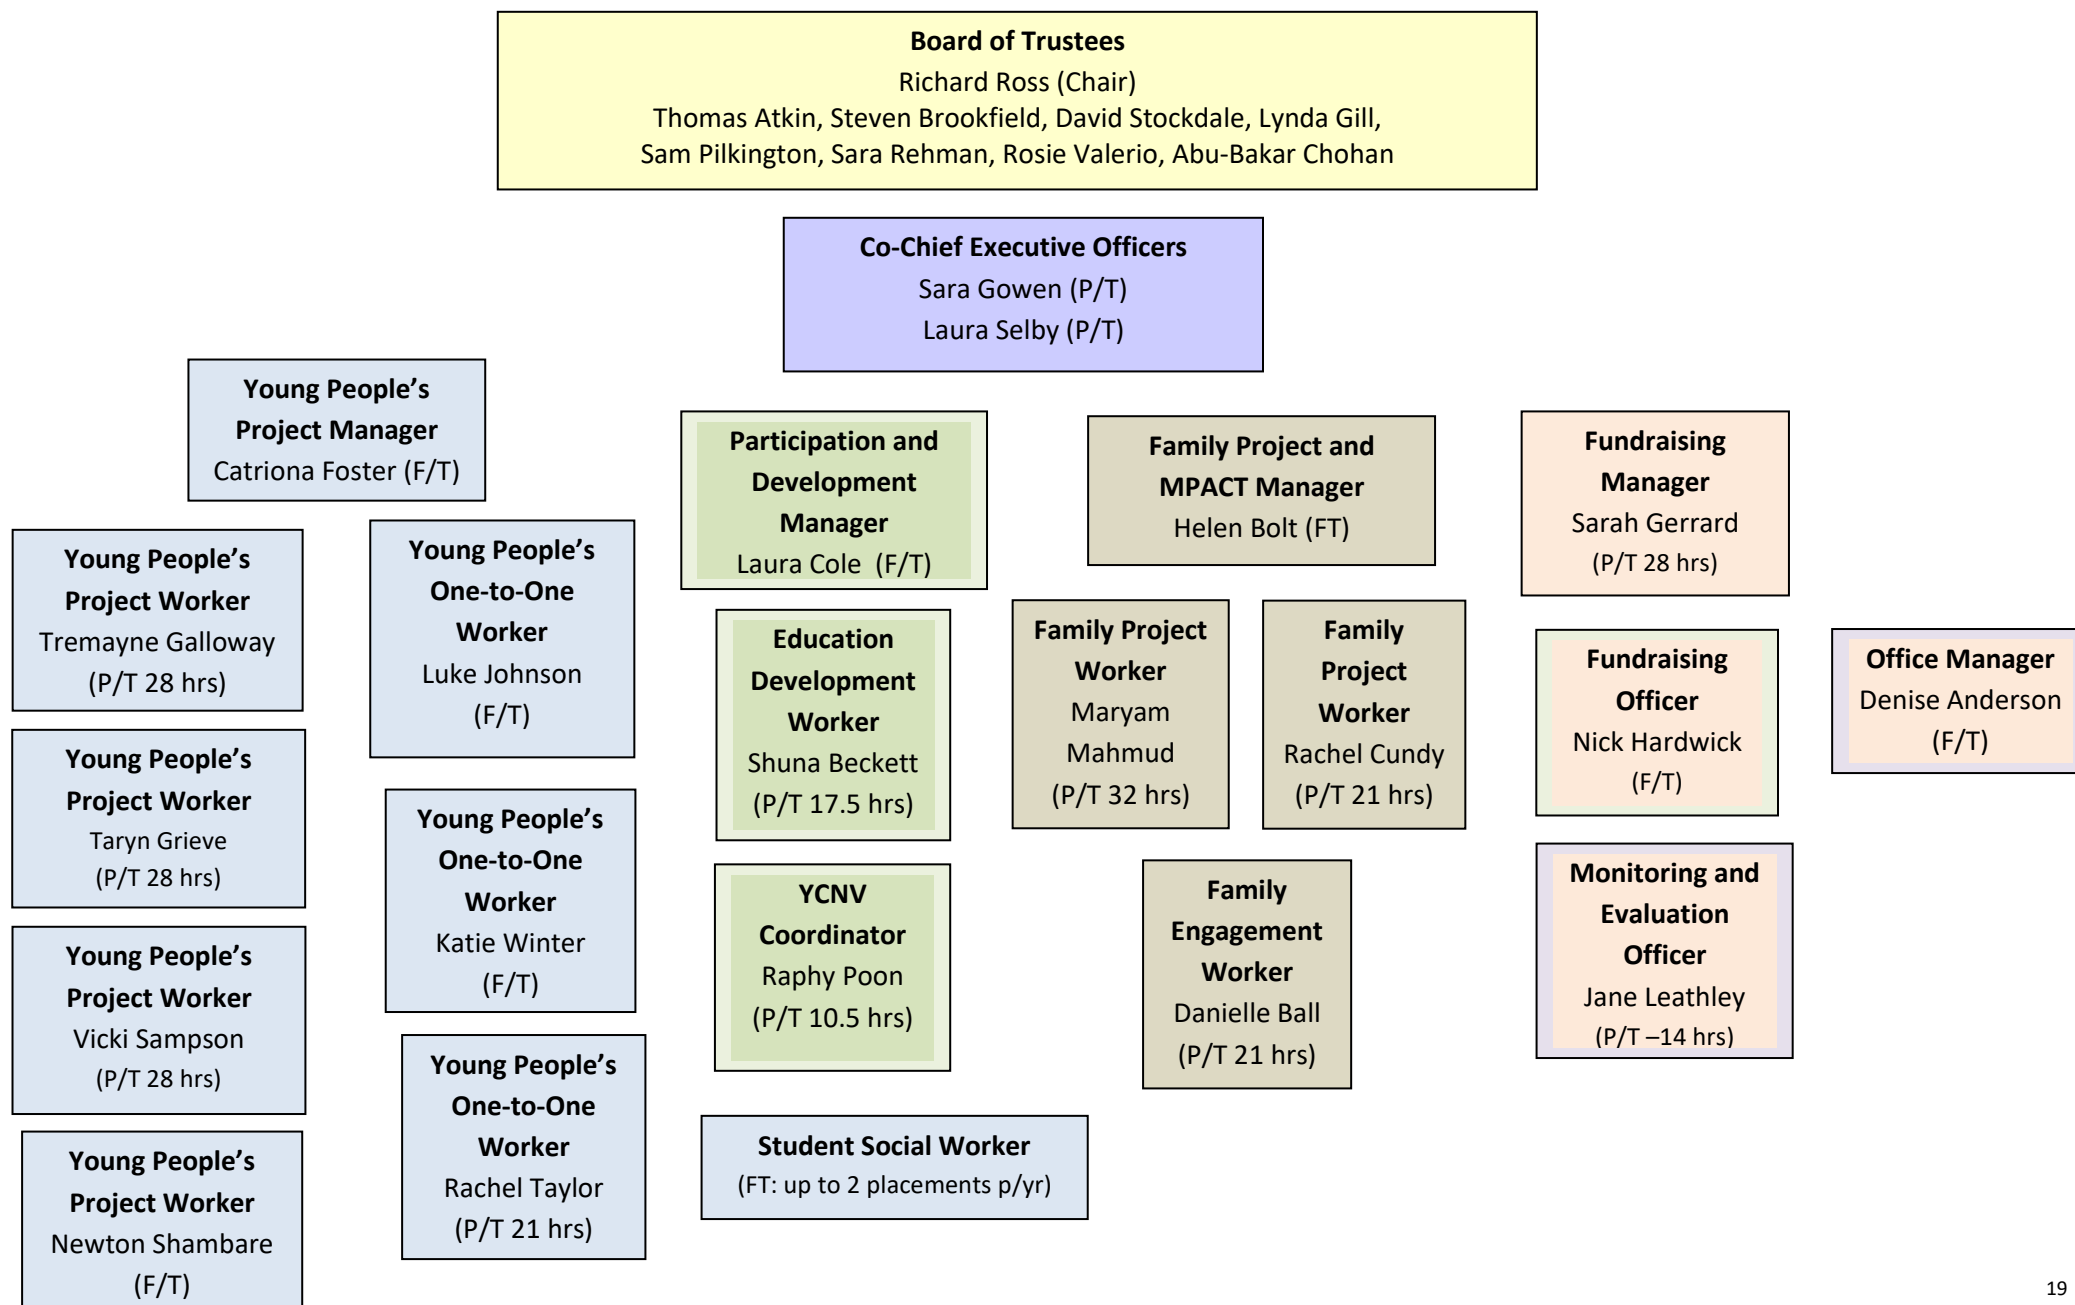 Board of Trustees
Richard Ross (Chair)
Thomas Atkin, Steven Brookfield, David Stockdale, Lynda Gill,
Sam Pilkington, Sara Rehman, Rosie Valerio, Abu-Bakar Chohan
Co-Chief Executive Officers
Sara Gowen (P/T)
Laura Selby (P/T)
Young People’s
Project Manager
Catriona Foster (F/T)
Young People’s
Project Worker
Tremayne Galloway
(P/T 28 hrs)
Young People’s
Project Worker
Taryn Grieve
(P/T 28 hrs)
Young People’s
Project Worker
Vicki Sampson
(P/T 28 hrs)
Young People’s
Project Worker
Newton Shambare
(F/T)
Young People’s
One-to-One
Worker
Luke Johnson
(F/T)
Young People’s
One-to-One
Worker
Katie Winter
(F/T)
Young People’s
One-to-One
Worker
Rachel Taylor
(P/T 21 hrs)
Participation and
Development
Manager
Laura Cole  (F/T)
Education
Development
Worker
Shuna Beckett
(P/T 17.5 hrs)
YCNV
Coordinator
Raphy Poon
(P/T 10.5 hrs)
Student Social Worker
(FT: up to 2 placements p/yr)
Family Project and
MPACT Manager
Helen Bolt (FT)
Family Project
Worker
Maryam
Mahmud
(P/T 32 hrs)
Family
Project
Worker
Rachel Cundy
(P/T 21 hrs)
Family
Engagement
Worker
Danielle Ball
(P/T 21 hrs)
Fundraising
Manager
Sarah Gerrard
(P/T 28 hrs)
Fundraising
Officer
Nick Hardwick
(F/T)
Monitoring and
Evaluation
Officer
Jane Leathley
(P/T –14 hrs)
Office Manager
Denise Anderson
(F/T)
19